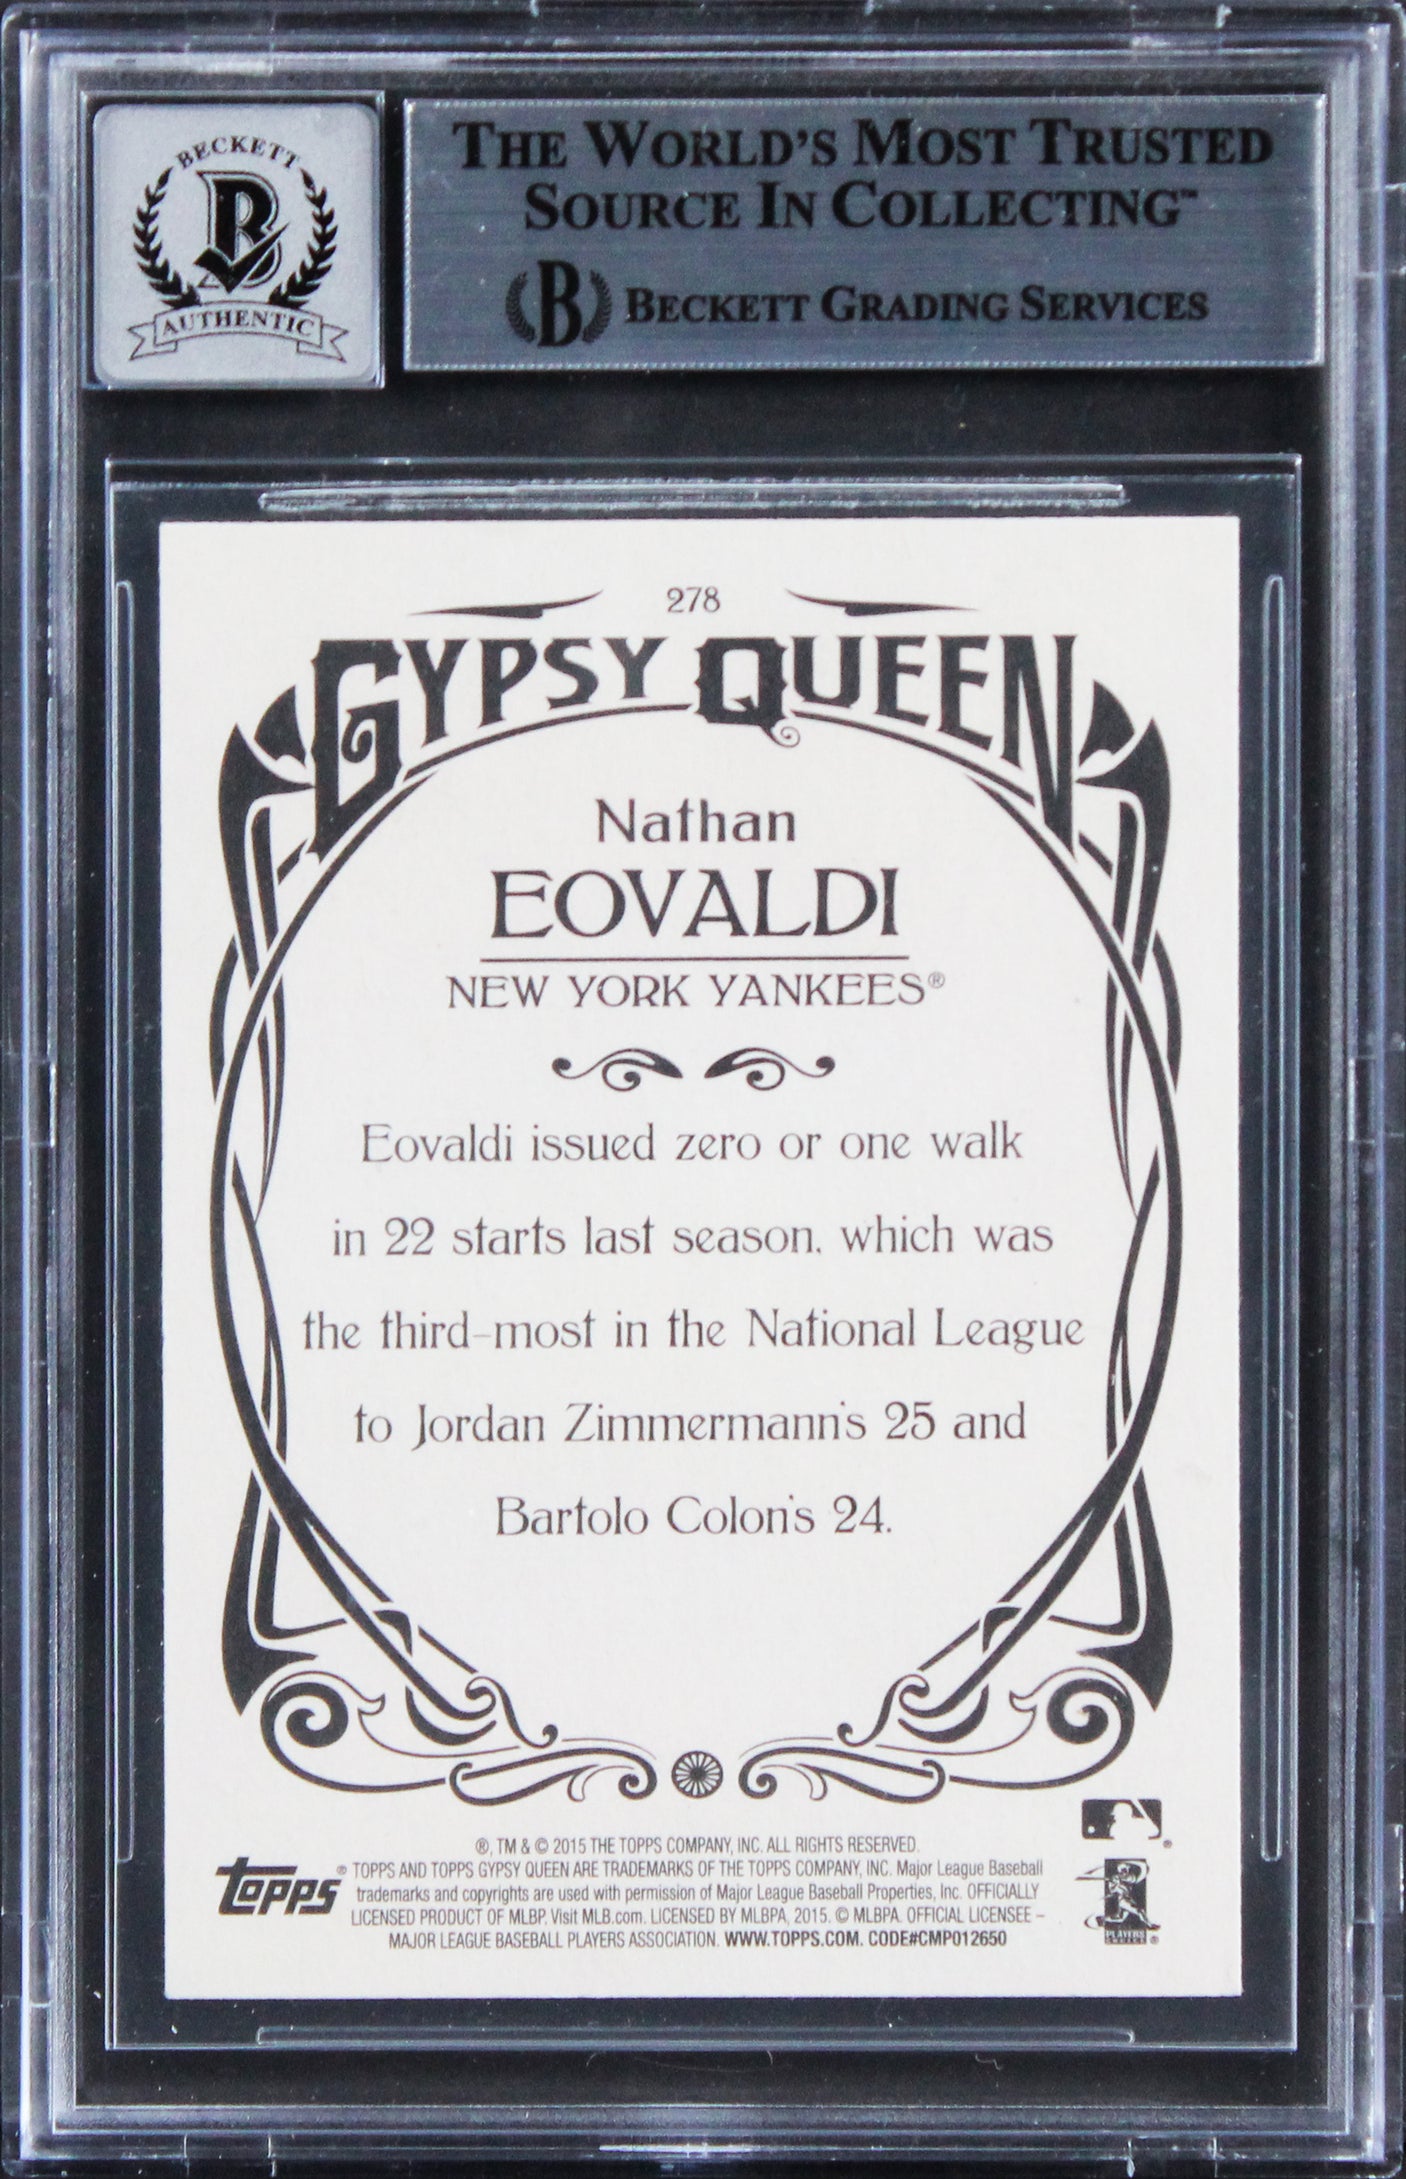 BECKETT
B
AUTHENTIC
THE WORLD'S MOST TRUSTED
SOURCE IN COLLECTING™
B BECKETT GRADING SERVICES
278
GYPSY QUEEN
Nathan
EOVALDI
NEW YORK YANKEES®
Eovaldi issued zero or one walk
in 22 starts last season, which was
the third-most in the National League
to Jordan Zimmermann's 25 and
Bartolo Colon's 24.
®, TM & © 2015 THE TOPPS COMPANY, INC. ALL RIGHTS RESERVED.
topps® TOPPS AND TOPPS GYPSY QUEEN ARE TRADEMARKS OF THE TOPPS COMPANY, INC. Major League Baseball
trademarks and copyrights are used with permission of Major League Baseball Properties, Inc. OFFICIALLY
LICENSED PRODUCT OF MLBP. Visit MLB.com. LICENSED BY MLBPA, 2015. © MLBPA. OFFICIAL LICENSEE –
MAJOR LEAGUE BASEBALL PLAYERS ASSOCIATION. WWW.TOPPS.COM. CODE#CMP012650
®
PLAYERS
CHOICE ®